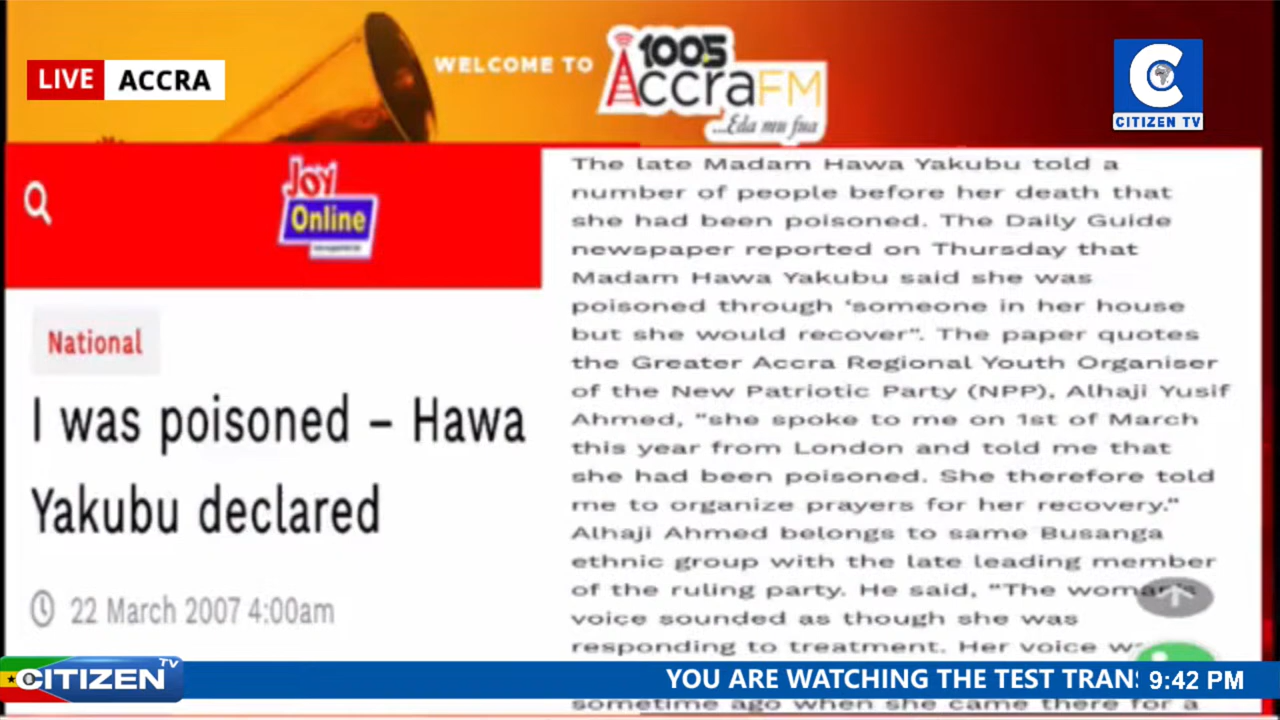 LIVE ACCRA
WELCOME TO
100.5
AccraFM
...Eda mu fua
CITIZEN TV
Joy
Online
National
I was poisoned – Hawa
Yakubu declared
22 March 2007 4:00am
The late Madam Hawa Yakubu told a
number of people before her death that
she had been poisoned. The Daily Guide
newspaper reported on Thursday that
Madam Hawa Yakubu said she was
poisoned through ‘someone in her house
but she would recover”. The paper quotes
the Greater Accra Regional Youth Organiser
of the New Patriotic Party (NPP), Alhaji Yusif
Ahmed, “she spoke to me on 1st of March
this year from London and told me that
she had been poisoned. She therefore told
me to organize prayers for her recovery.”
Alhaji Ahmed belongs to same Busanga
ethnic group with the late leading member
of the ruling party. He said, “The woman's
voice sounded as though she was
responding to treatment. Her voice w
sometime ago when she came there for a
CITIZEN TV
YOU ARE WATCHING THE TEST TRAN
9:42 PM